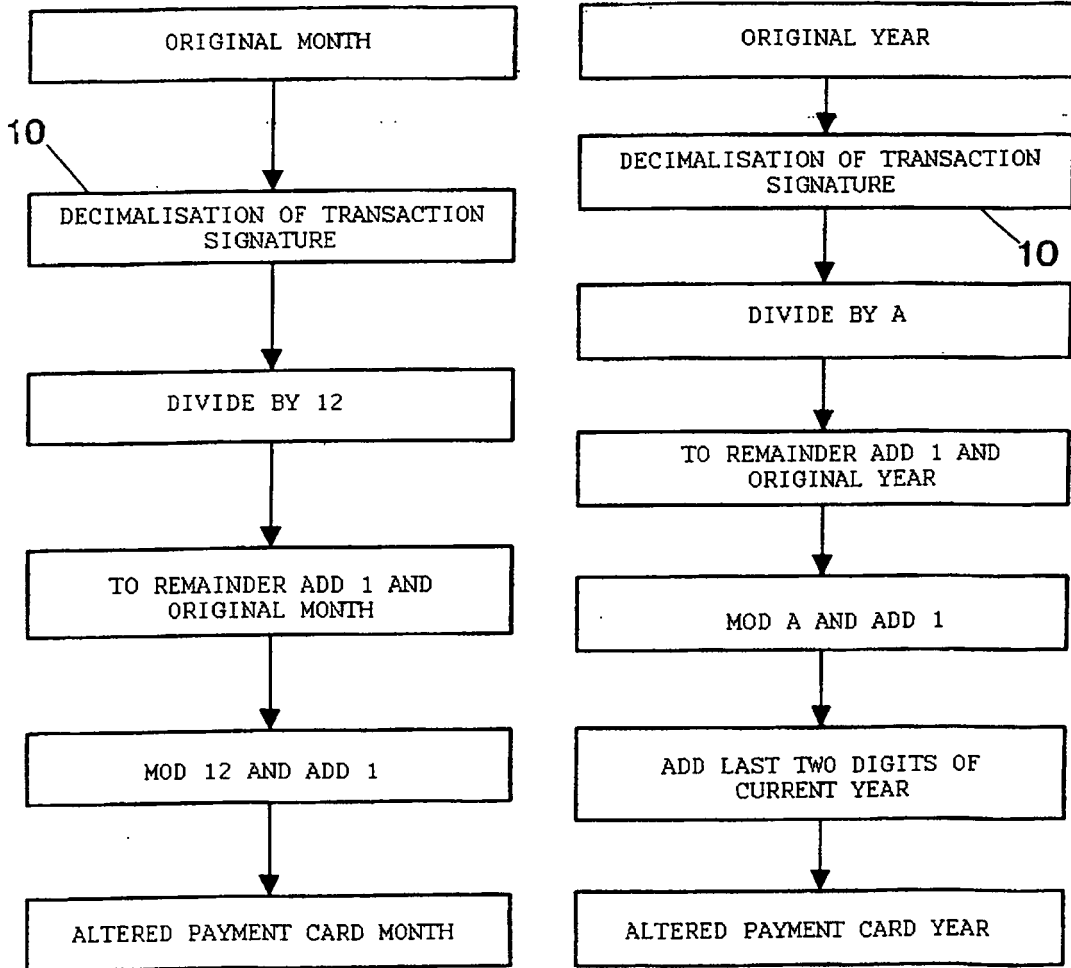 ORIGINAL MONTH
10
DECIMALISATION OF TRANSACTION
SIGNATURE
DIVIDE BY 12
TO REMAINDER ADD 1 AND
ORIGINAL MONTH
MOD 12 AND ADD 1
ALTERED PAYMENT CARD MONTH
ORIGINAL YEAR
DECIMALISATION OF TRANSACTION
SIGNATURE
10
DIVIDE BY A
TO REMAINDER ADD 1 AND
ORIGINAL YEAR
MOD A AND ADD 1
ADD LAST TWO DIGITS OF
CURRENT YEAR
ALTERED PAYMENT CARD YEAR